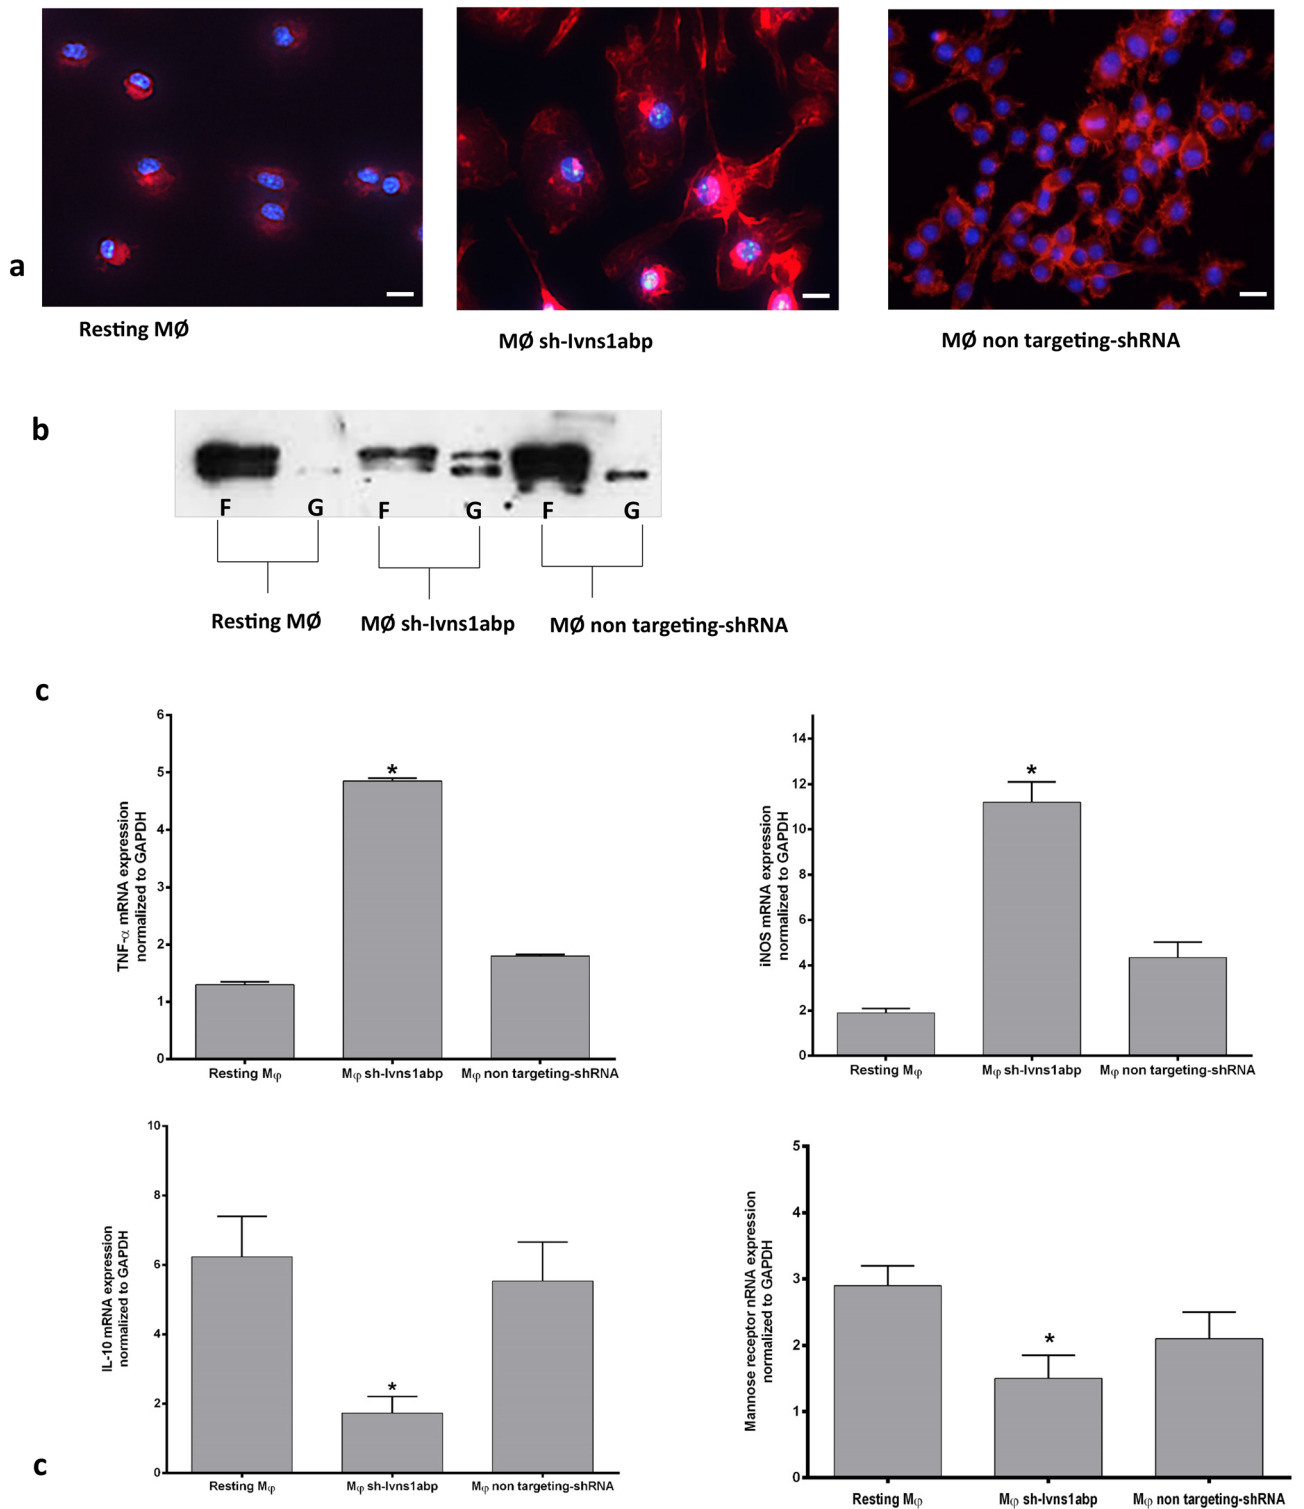 a
Resting MØ
MØ sh-Ivns1abp
MØ non targeting-shRNA
b
F G F G F G
Resting MØ
MØ sh-Ivns1abp
MØ non targeting-shRNA
c
TNF-α mRNA expression
normalized to GAPDH
6
5
4
3
2
1
0
*
Resting Mφ
Mφ sh-Ivns1abp
Mφ non targeting-shRNA
iNOS mRNA expression
normalized to GAPDH
14
12
10
8
6
4
2
0
*
Resting Mφ
Mφ sh-Ivns1abp
Mφ non targeting-shRNA
IL-10 mRNA expression
normalized to GAPDH
10
8
6
4
2
0
*
Resting Mφ
Mφ sh-Ivns1abp
Mφ non targeting-shRNA
Mannose receptor nRNA expression
normalized to GAPDH
5
4
3
2
1
0
*
Resting Mφ
Mφ sh-Ivns1abp
Mφ non targeting-shRNA
c